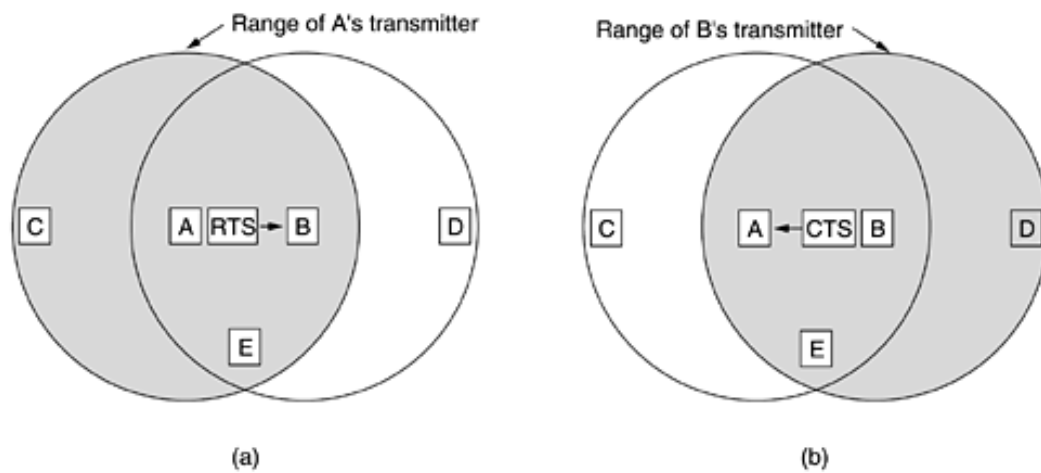 Range of A's transmitter
C
A
RTS
B
D
E
(a)
Range of B's transmitter
C
A
CTS
B
D
E
(b)